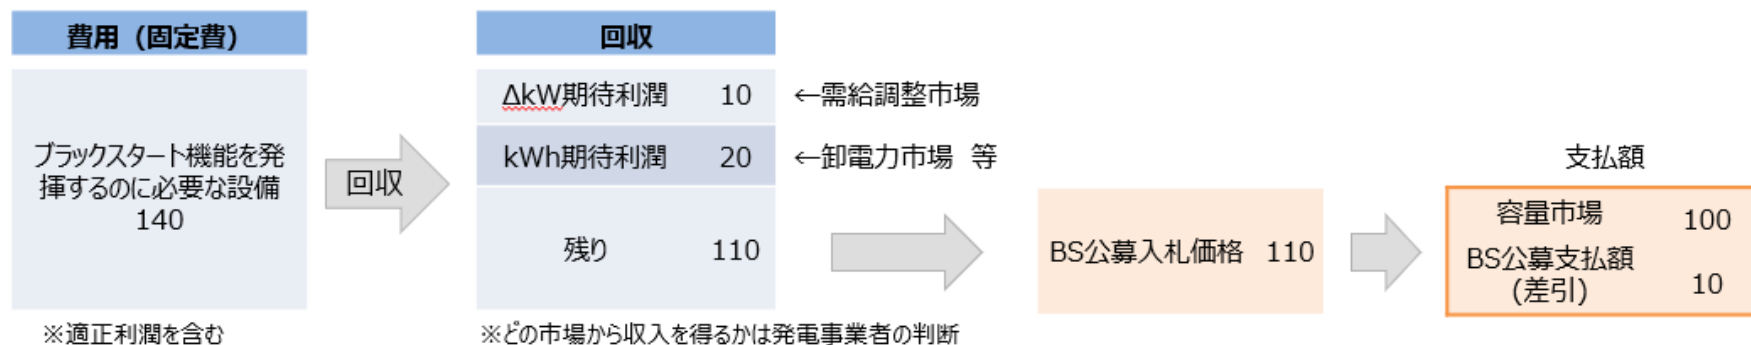 費用（固定費）
ブラックスタート機能を発
揮するのに必要な設備
140
※適正利潤を含む
回収
回収
ΔkW期待利潤 10 ←需給調整市場
kWh期待利潤 20 ←卸電力市場 等
残り 110
※どの市場から収入を得るかは発電事業者の判断
BS公募入札価格 110
支払額
容量市場 100
BS公募支払額
(差引) 10